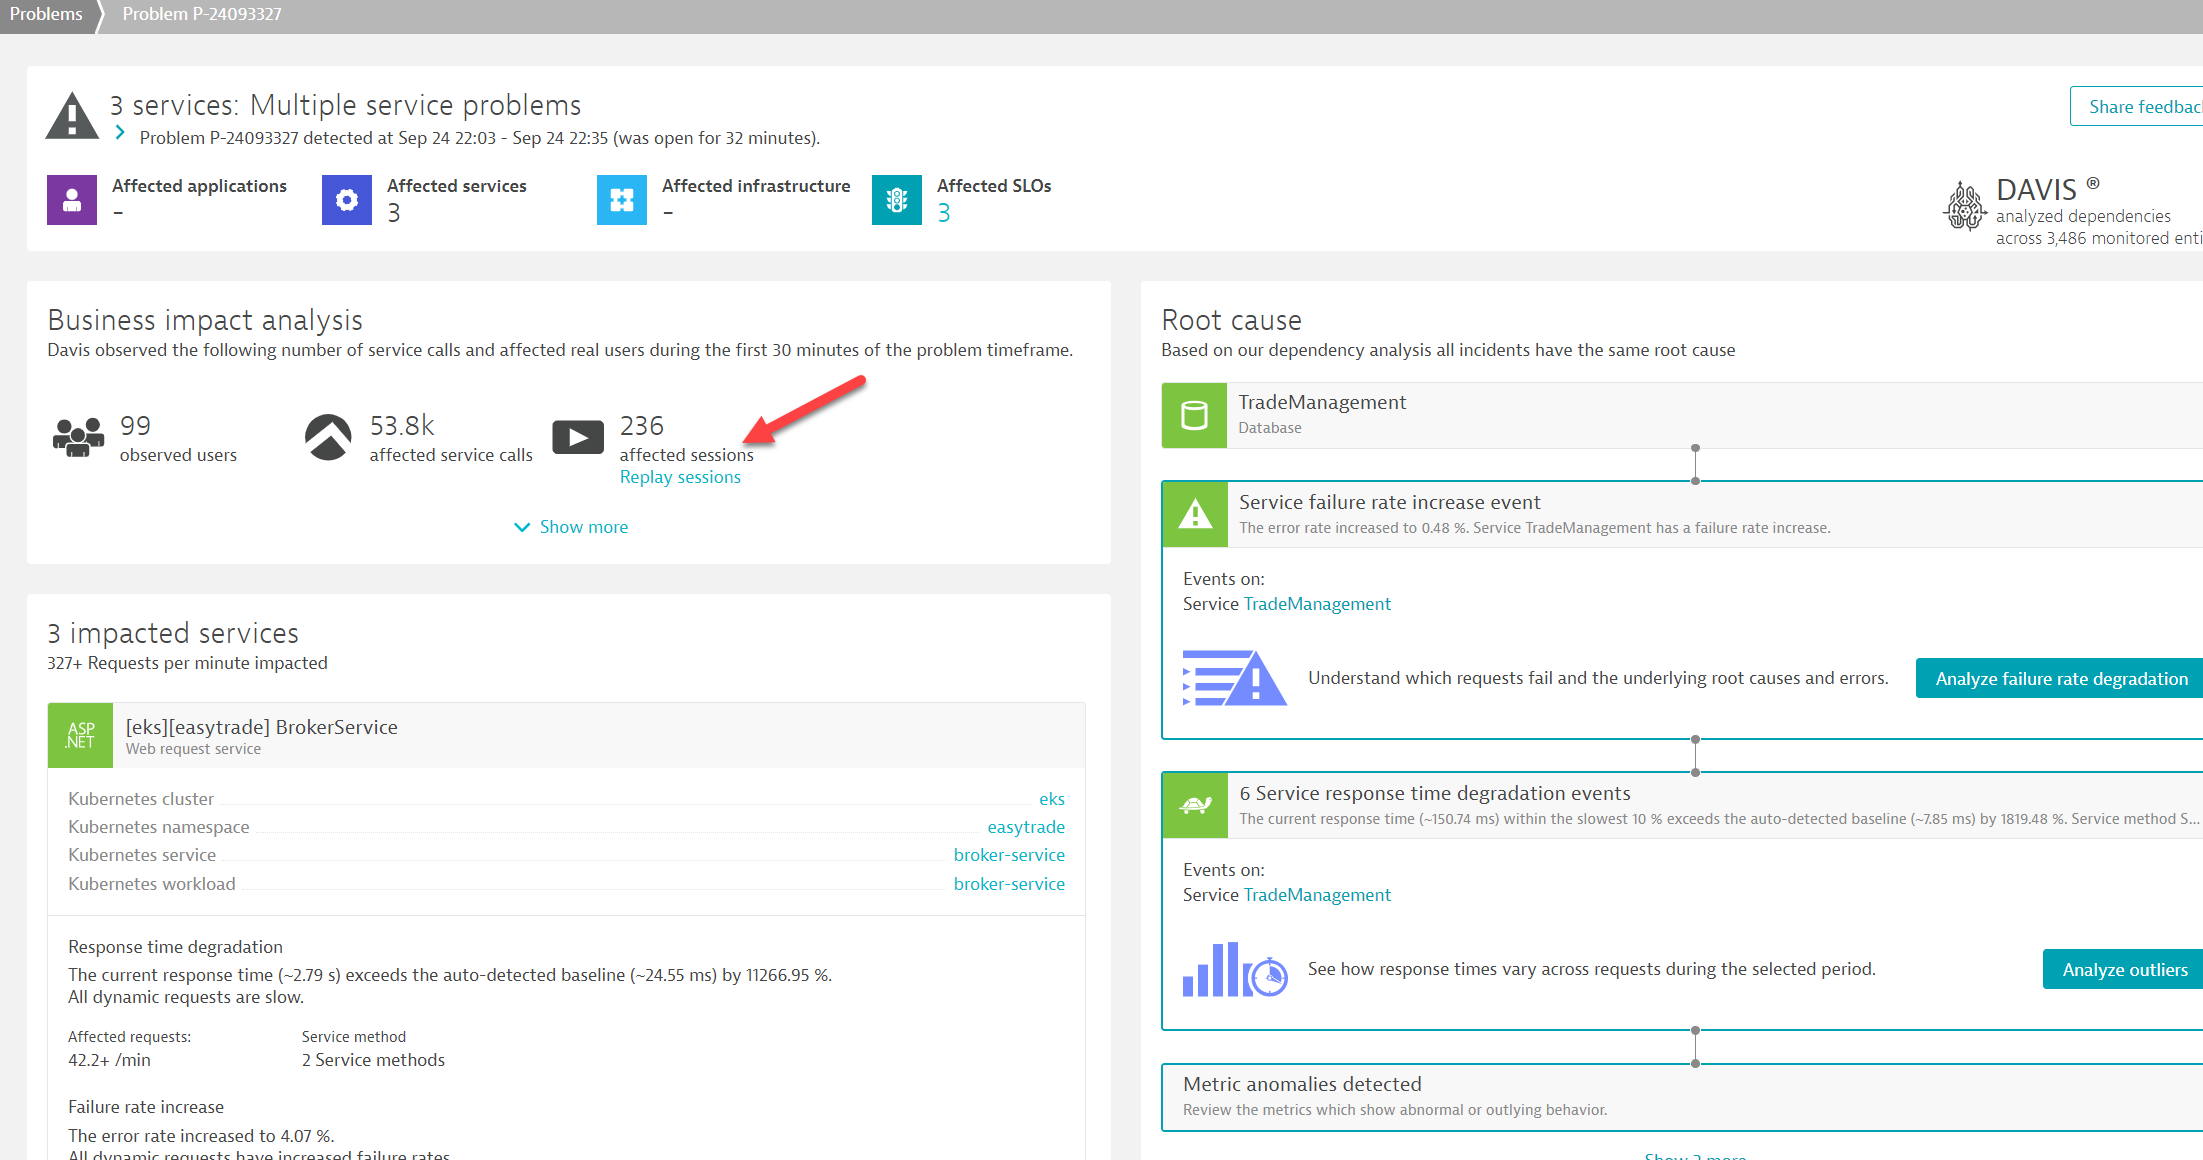 Problems
Problem P-24093327
3 services: Multiple service problems
Problem P-24093327 detected at Sep 24 22:03 - Sep 24 22:35 (was open for 32 minutes).
Share feedbac
Affected applications
-
Affected services
3
Affected infrastructure
-
Affected SLOs
3
DAVIS ®
analyzed dependencies
across 3,486 monitored enti
Business impact analysis
Davis observed the following number of service calls and affected real users during the first 30 minutes of the problem timeframe.
99
observed users
53.8k
affected service calls
236
affected sessions
Replay sessions
Show more
3 impacted services
327+ Requests per minute impacted
ASP
.NET
[eks][easytrade] BrokerService
Web request service
Kubernetes cluster eks
Kubernetes namespace easytrade
Kubernetes service broker-service
Kubernetes workload broker-service
Response time degradation
The current response time (~2.79 s) exceeds the auto-detected baseline (~24.55 ms) by 11266.95 %.
All dynamic requests are slow.
Affected requests:
42.2+ /min
Service method
2 Service methods
Failure rate increase
The error rate increased to 4.07 %.
All dynamic requests have increased failure rates
Root cause
Based on our dependency analysis all incidents have the same root cause
TradeManagement
Database
Service failure rate increase event
The error rate increased to 0.48 %. Service TradeManagement has a failure rate increase.
Events on:
Service TradeManagement
Understand which requests fail and the underlying root causes and errors.
Analyze failure rate degradation
6 Service response time degradation events
The current response time (~150.74 ms) within the slowest 10 % exceeds the auto-detected baseline (~7.85 ms) by 1819.48 %. Service method S...
Events on:
Service TradeManagement
See how response times vary across requests during the selected period.
Analyze outliers
Metric anomalies detected
Review the metrics which show abnormal or outlying behavior.
Show 2 more